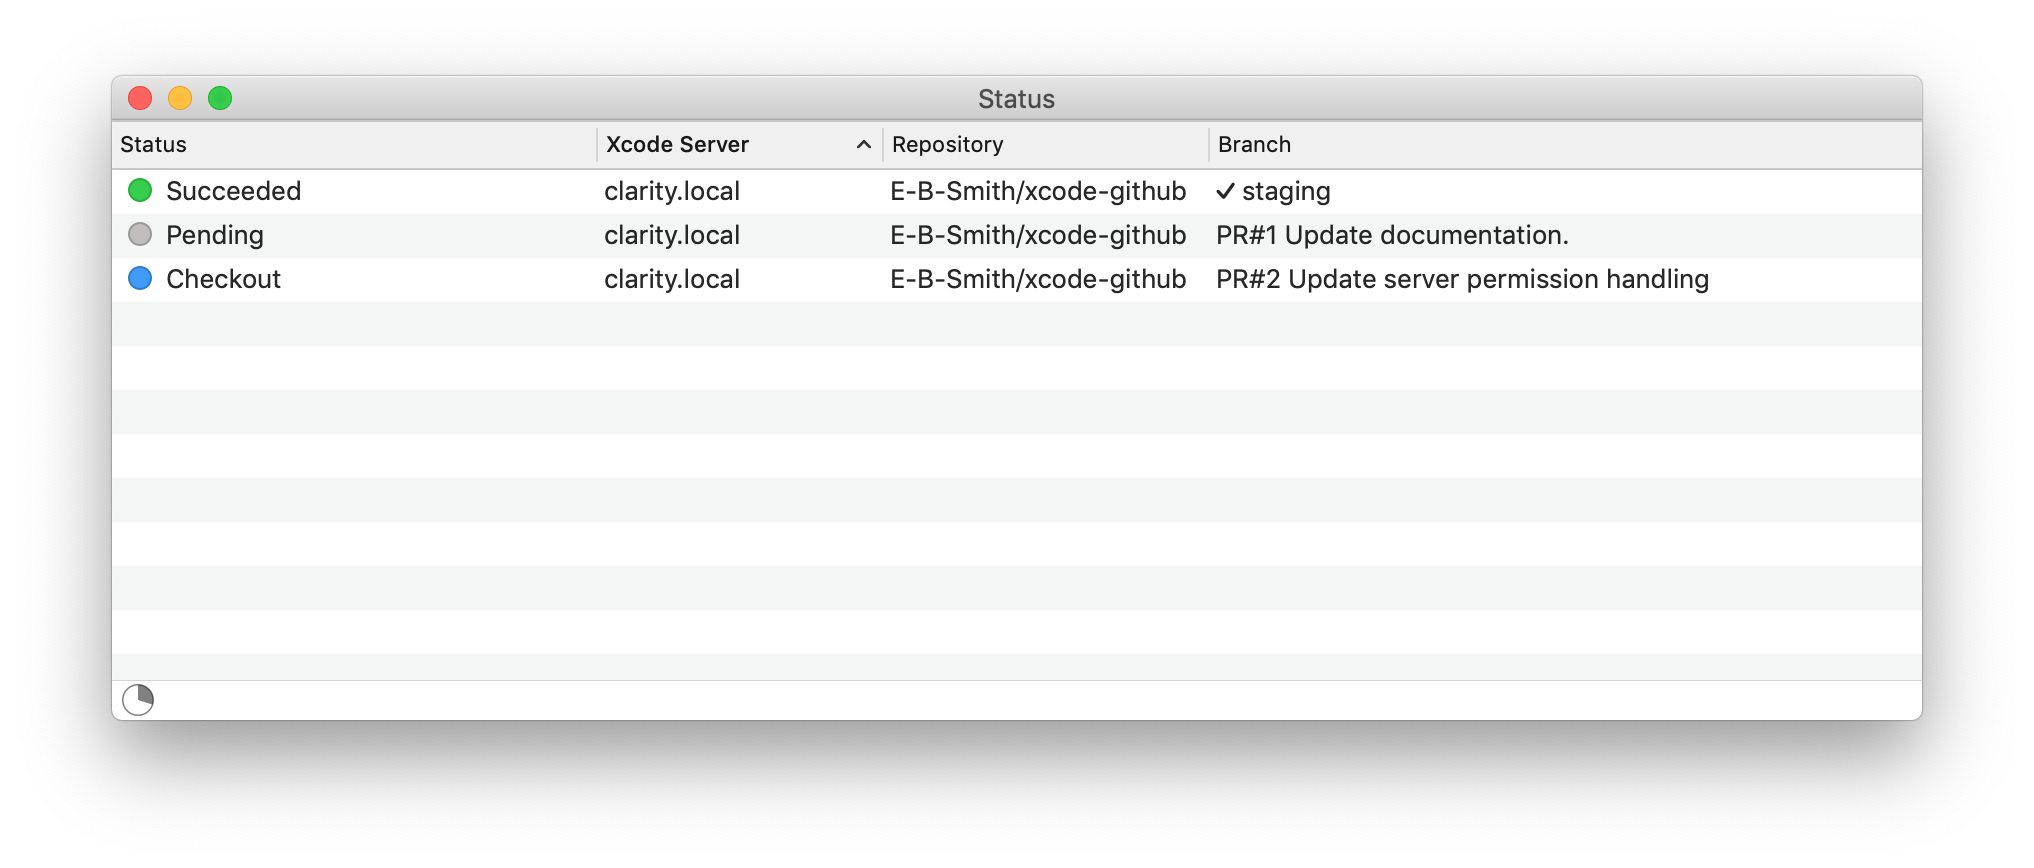 Status
Status Xcode Server Repository Branch
Succeeded clarity.local E-B-Smith/xcode-github ✓ staging
Pending clarity.local E-B-Smith/xcode-github PR#1 Update documentation.
Checkout clarity.local E-B-Smith/xcode-github PR#2 Update server permission handling